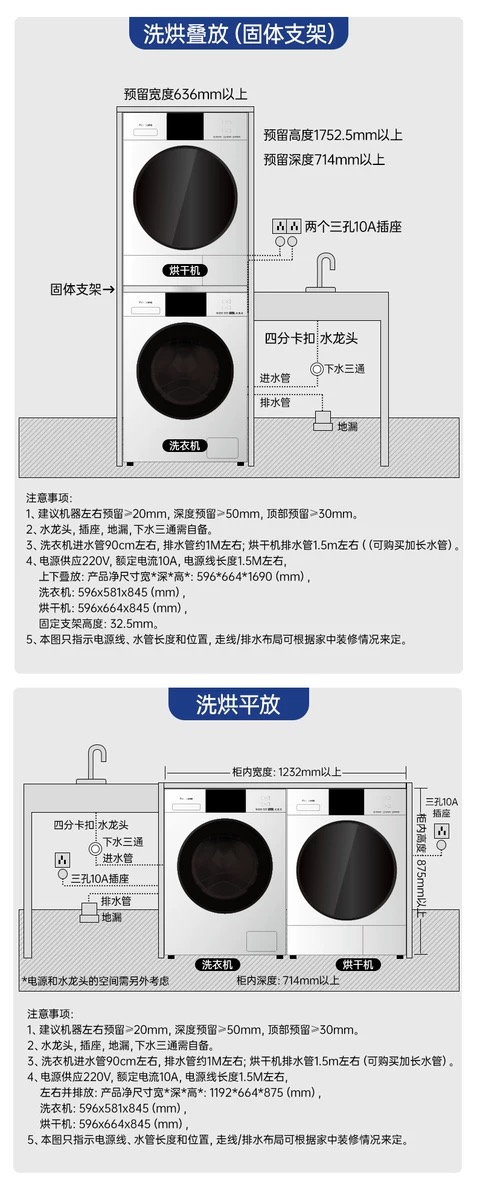 洗烘叠放(固体支架)
预留宽度636mm以上
预留高度1752.5mm以上
预留深度714mm以上
两个三孔10A插座
烘干机
固体支架→
四分卡扣 水龙头
下水三通
进水管
排水管
地漏
洗衣机
注意事项:
1、建议机器左右预留≥20mm, 深度预留≥50mm, 顶部预留≥30mm。
2、水龙头, 插座, 地漏,下水三通需自备。
3、洗衣机进水管90cm左右, 排水管约1M左右; 烘干机排水管1.5m左右 ( (可购买加长水管) 。
4、电源供应220V, 额定电流10A, 电源线长度1.5M左右,
上下叠放: 产品净尺寸宽*深*高*: 596*664*1690 (mm) ,
洗衣机: 596x581x845 (mm) ,
烘干机: 596x664x845 (mm) ,
固定支架高度: 32.5mm。
5、本图只指示电源线、水管长度和位置, 走线/排水布局可根据家中装修情况来定。
洗烘平放
柜内宽度: 1232mm以上
三孔10A
插座
四分卡扣 水龙头
下水三通
进水管
三孔10A插座
排水管
地漏
柜内高度: 875mm以上
洗衣机
烘干机
*电源和水龙头的空间需另外考虑
柜内深度: 714mm以上
注意事项:
1、建议机器左右预留≥20mm, 深度预留≥50mm, 顶部预留≥30mm。
2、水龙头, 插座, 地漏,下水三通需自备。
3、洗衣机进水管90cm左右, 排水管约1M左右; 烘干机排水管1.5m左右 (可购买加长水管) 。
4、电源供应220V, 额定电流10A, 电源线长度1.5M左右,
左右并排放: 产品净尺寸宽*深*高*: 1192*664*875 (mm) ,
洗衣机: 596x581x845 (mm) ,
烘干机: 596x664x845 (mm) ,
5、本图只指示电源线、水管长度和位置, 走线/排水布局可根据家中装修情况来定。